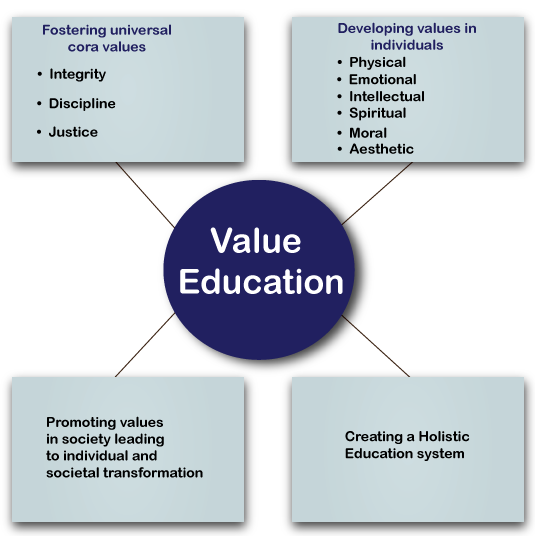 Fostering universal
cora values
• Integrity
• Discipline
• Justice
Developing values in
individuals
• Physical
• Emotional
• Intellectual
• Spiritual
• Moral
• Aesthetic
Value
Education
Promoting values
in society leading
to individual and
societal transformation
Creating a Holistic
Education system